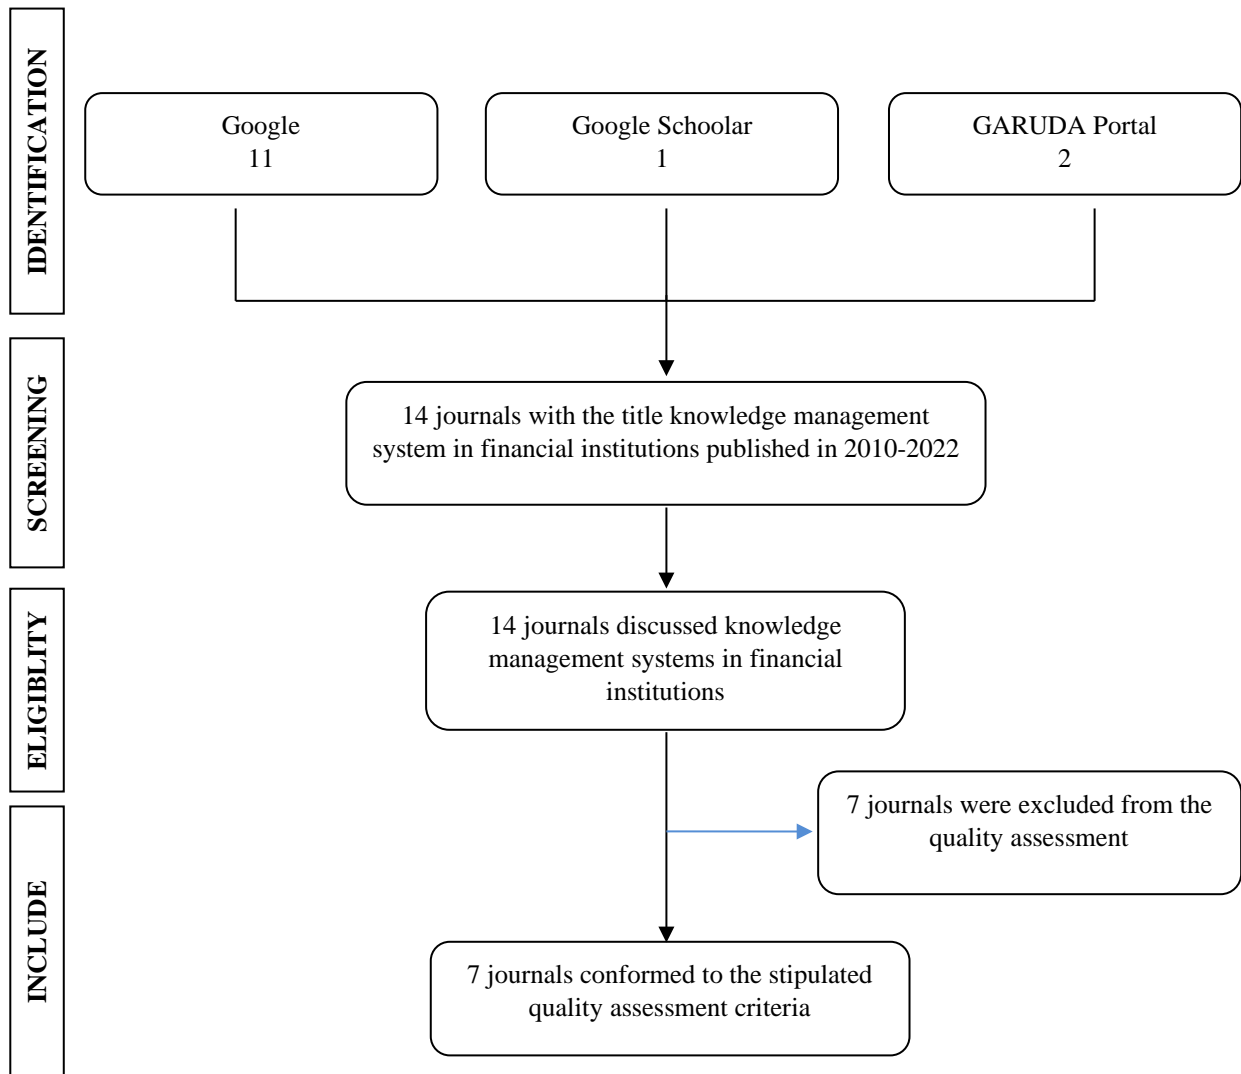 IDENTIFICATION
Google
11
Google Schoolar
1
GARUDA Portal
2
SCREENING
14 journals with the title knowledge management
system in financial institutions published in 2010-2022
ELIGIBLITY
14 journals discussed knowledge
management systems in financial
institutions
7 journals were excluded from the
quality assessment
INCLUDE
7 journals conformed to the stipulated
quality assessment criteria